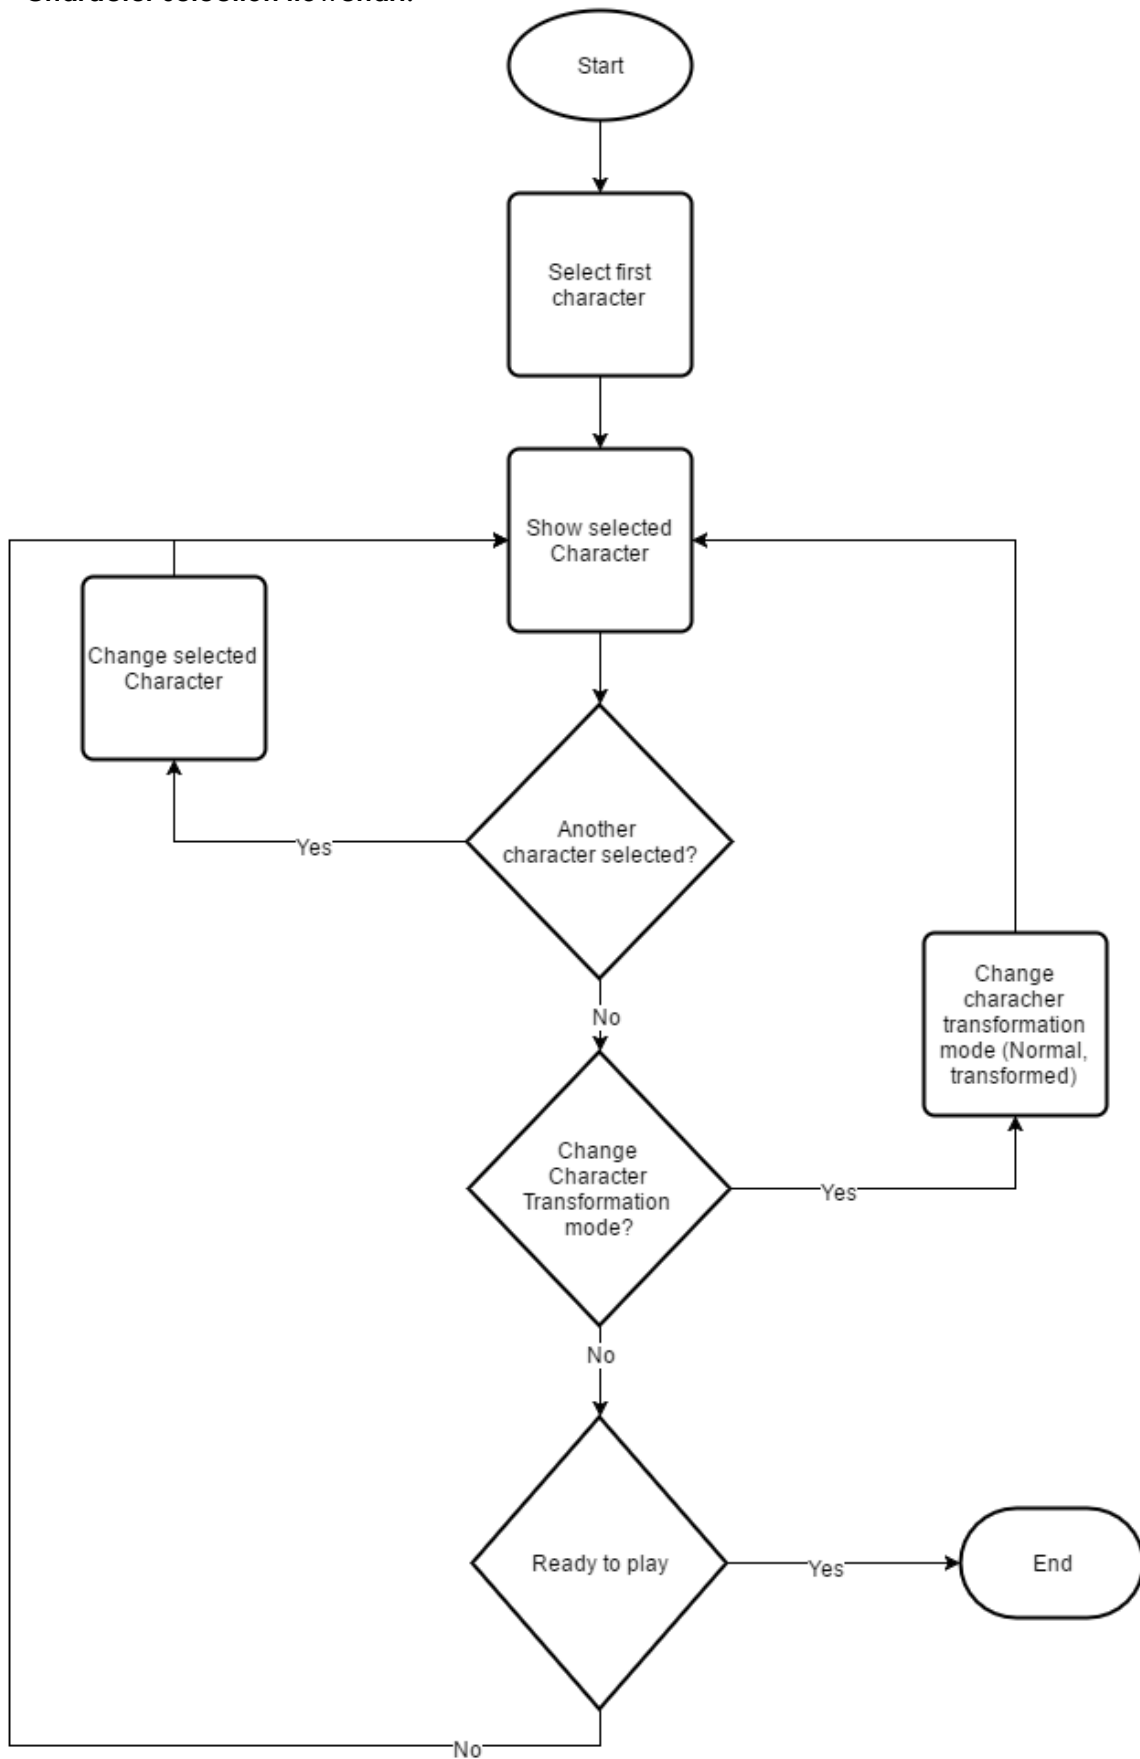 Start
Select first
character
Show selected
Character
Change selected
Character
Another
character selected?
Yes
No
Change
characher
transformation
mode (Normal,
transformed)
Change
Character
Transformation
mode?
Yes
No
Ready to play
Yes
End
No